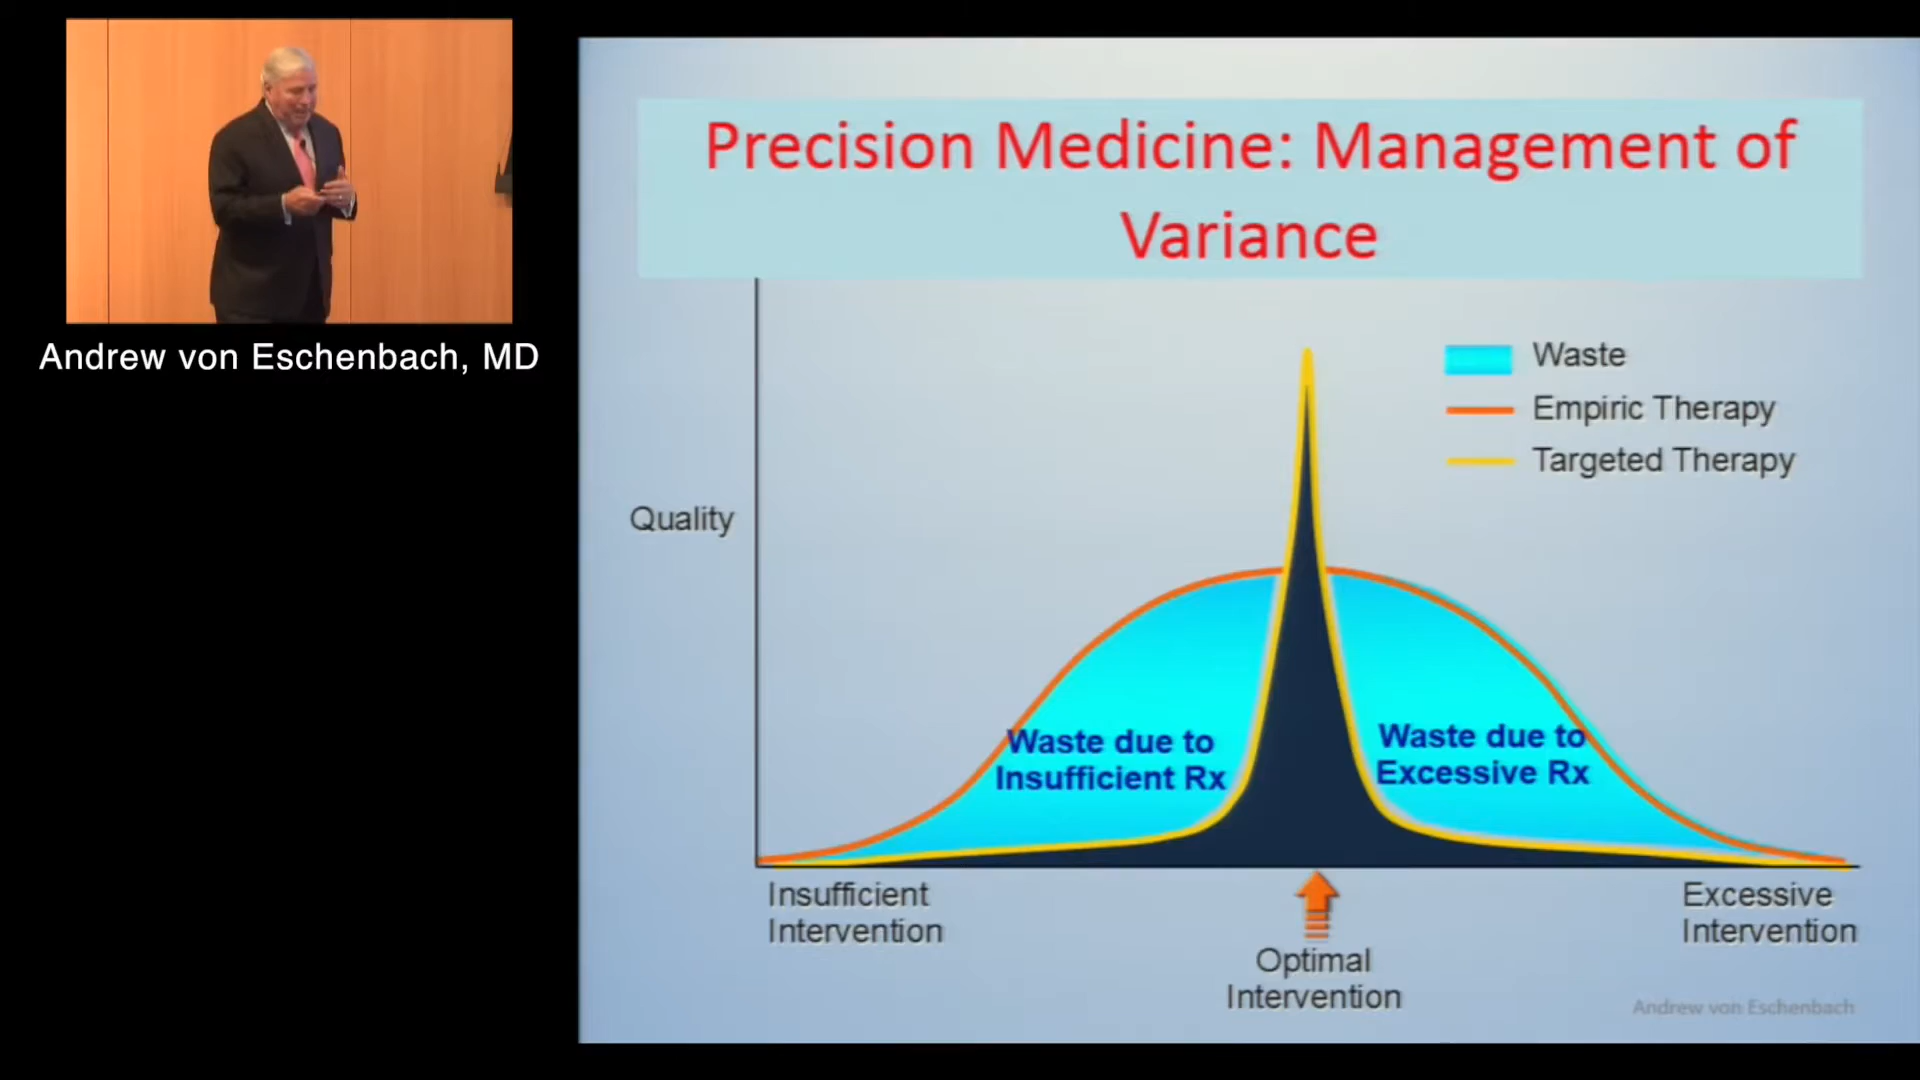 Andrew von Eschenbach, MD
Precision Medicine: Management of
Variance
Waste
Empiric Therapy
Targeted Therapy
Quality
Waste due to
Insufficient Rx
Waste due to
Excessive Rx
Insufficient
Intervention
Optimal
Intervention
Excessive
Intervention
Andrew von Eschenbach